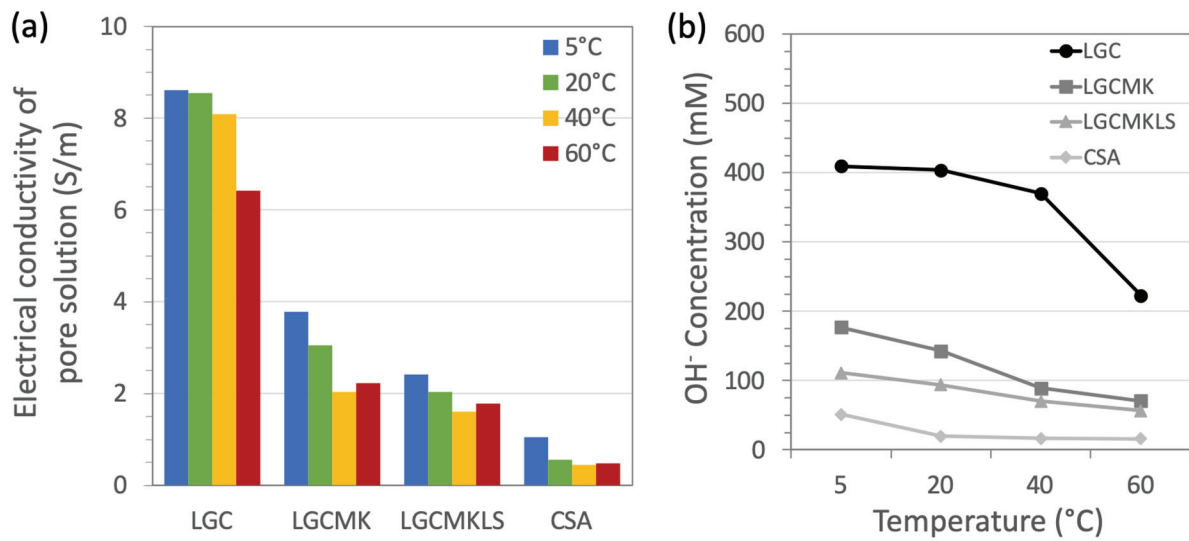 (a)
Electrical conductivity of
pore solution (S/m)
10
8
6
4
2
0
5°C
20°C
40°C
60°C
LGC
LGCMK
LGCMKLS
CSA
(b)
OH⁻ Concentration (mM)
600
500
400
300
200
100
0
LGC
LGCMK
LGCMKLS
CSA
5
20
40
60
Temperature (°C)